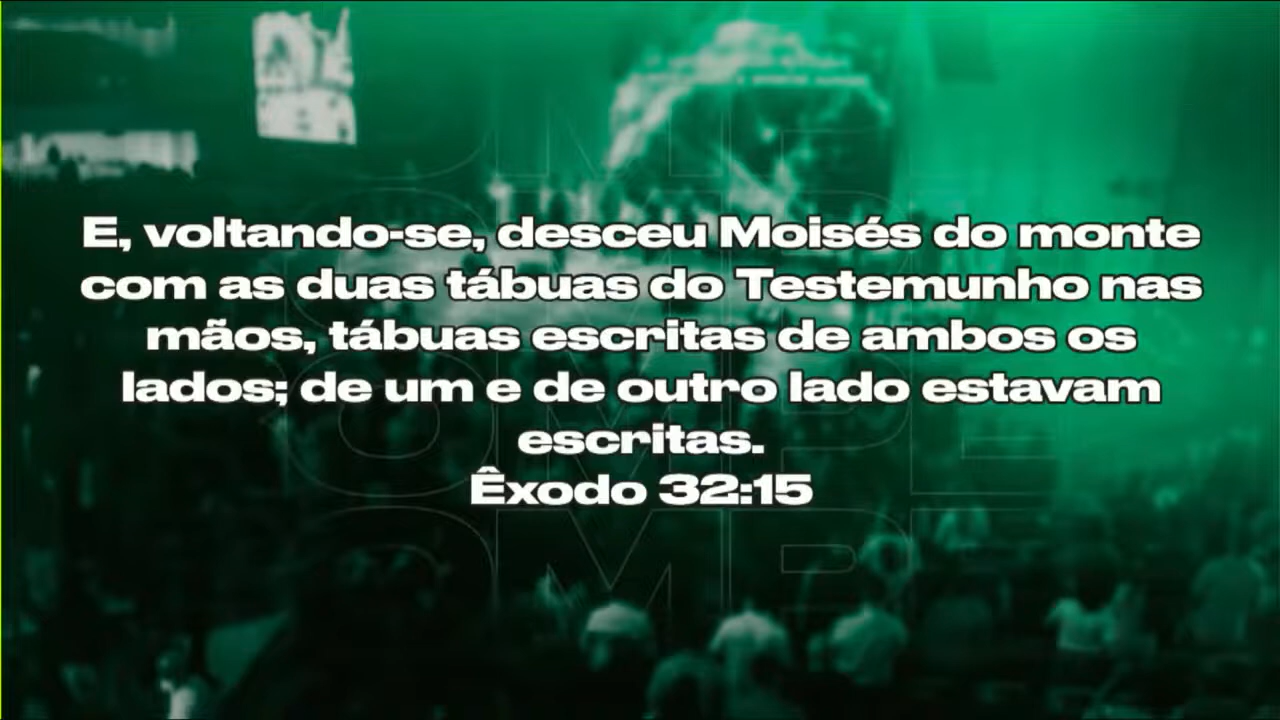 E, voltando-se, desceu Moisés do monte
com as duas tábuas do Testemunho nas
mãos, tábuas escritas de ambos os
lados; de um e de outro lado estavam
escritas.
Êxodo 32:15